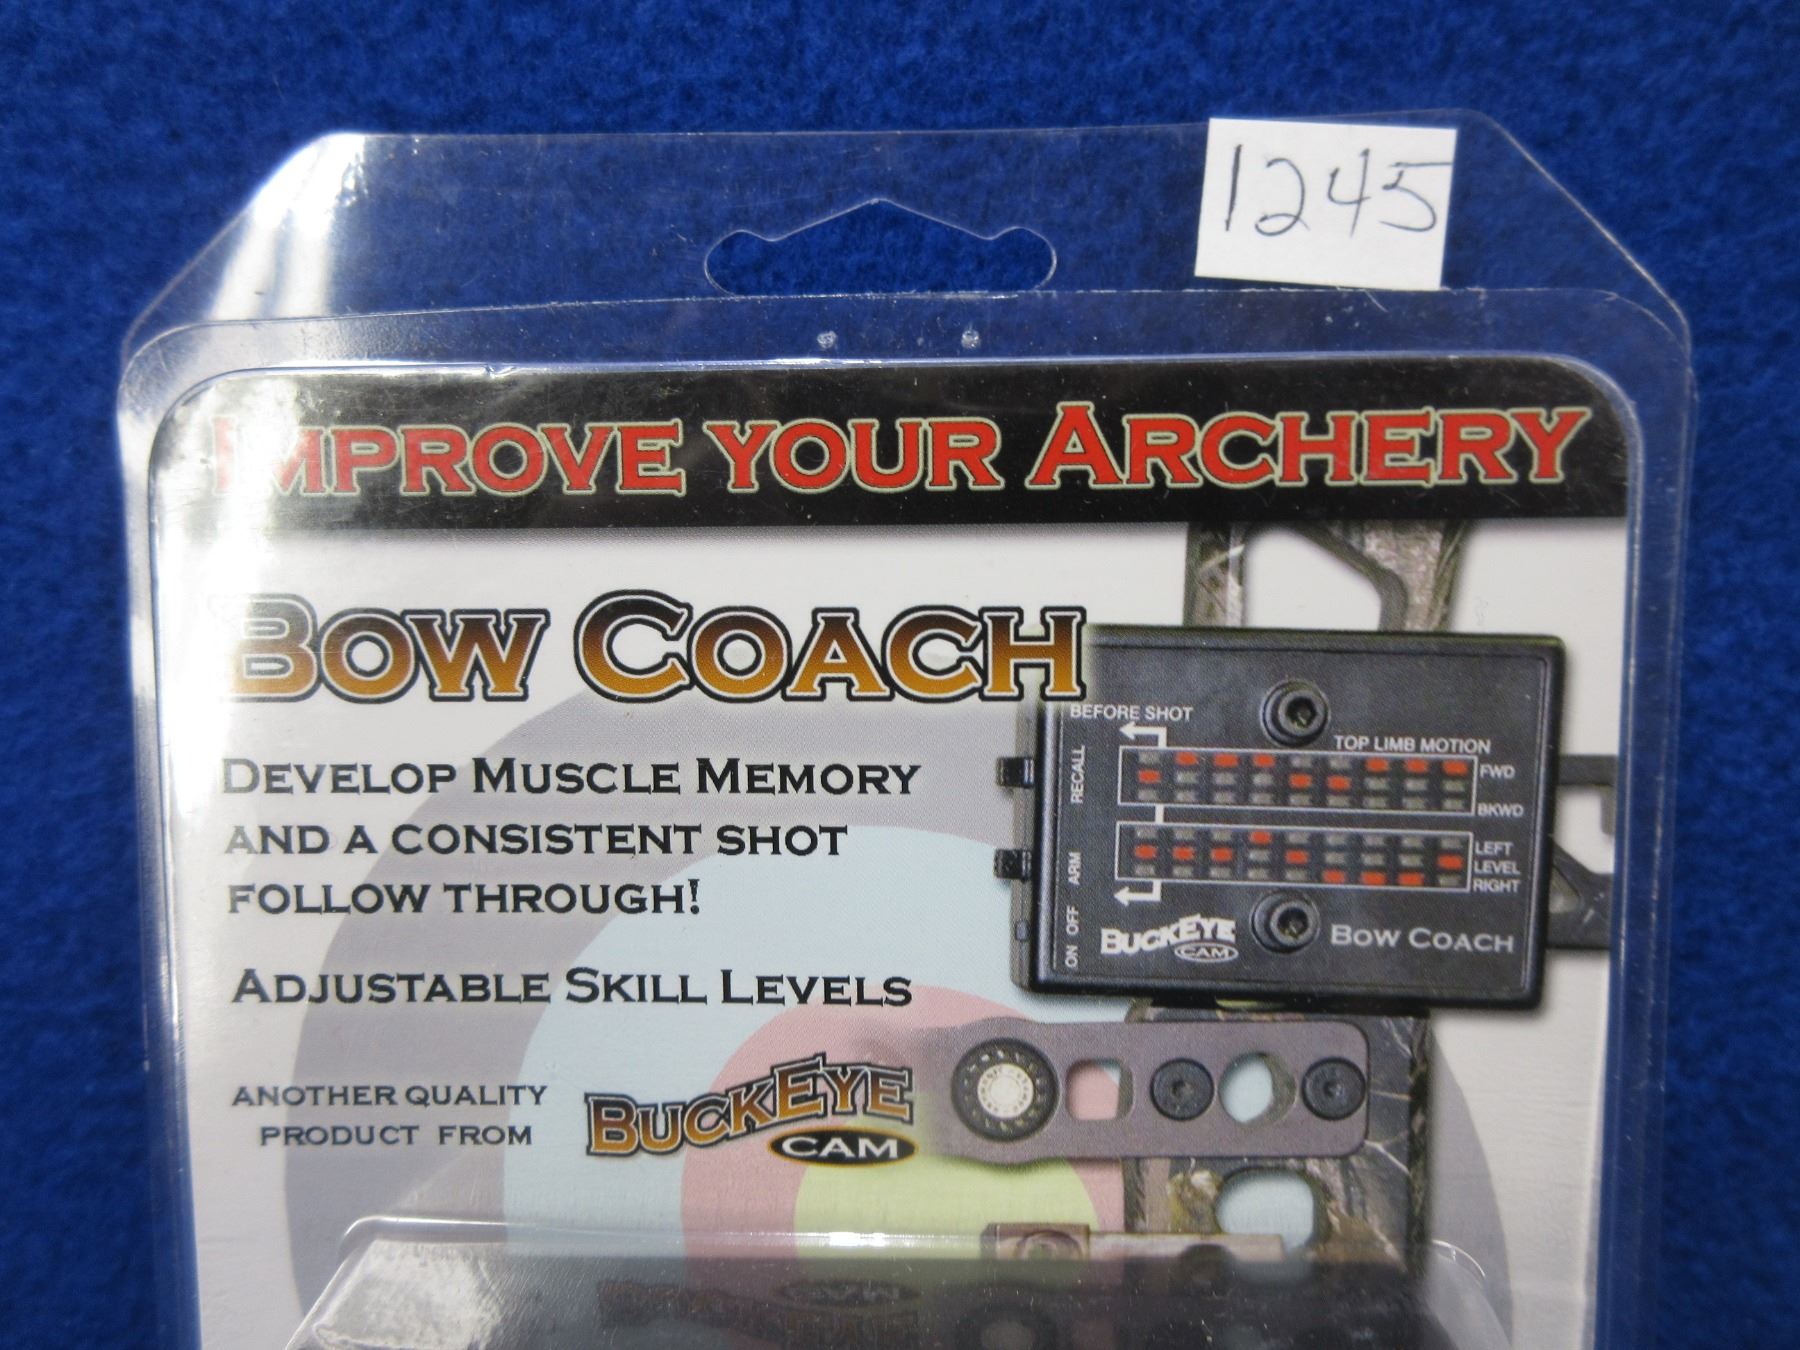 1245
IMPROVE YOUR ARCHERY
BOW COACH
DEVELOP MUSCLE MEMORY
AND A CONSISTENT SHOT
FOLLOW THROUGH!
ADJUSTABLE SKILL LEVELS
ANOTHER QUALITY
PRODUCT FROM
BUCKEYE
CAM
BEFORE SHOT
TOP LIMB MOTION
RECALL
FWD
BKWD
ARM
LEFT
LEVEL
RIGHT
ON OFF
BUCKEYE
CAM
BOW COACH